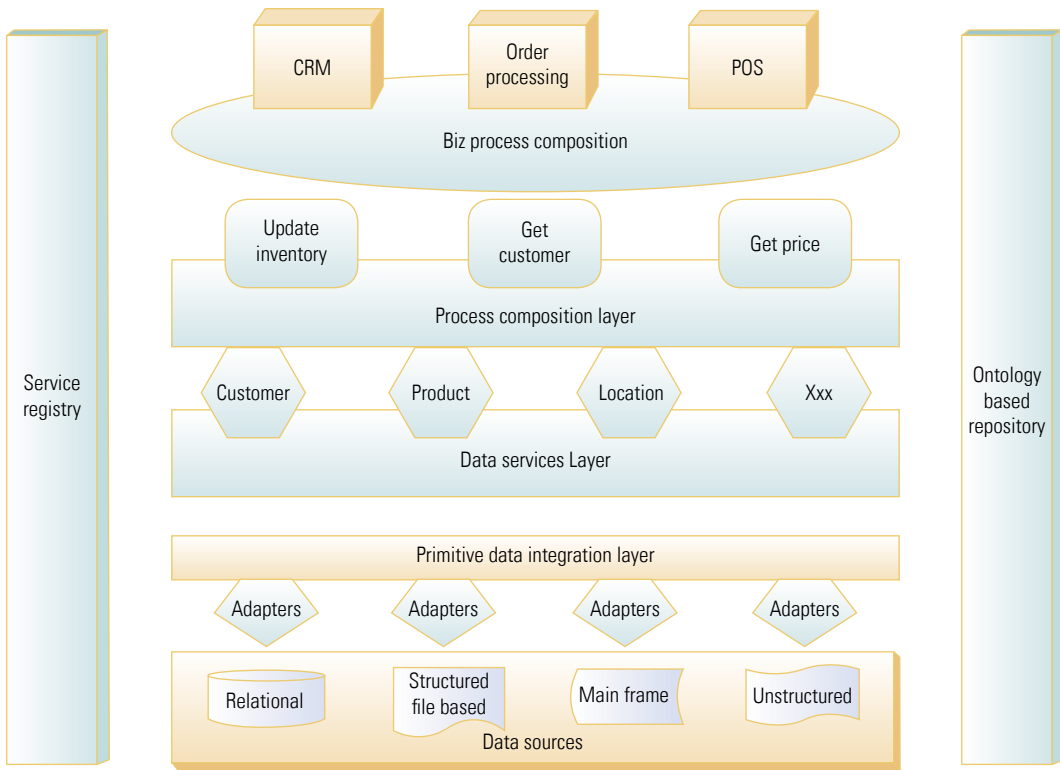 CRM
Order
processing
POS
Biz process composition
Update
inventory
Get
customer
Get price
Process composition layer
Service
registry
Customer
Product
Location
Xxx
Ontology
based
repository
Data services Layer
Primitive data integration layer
Adapters
Adapters
Adapters
Adapters
Relational
Structured
file based
Main frame
Unstructured
Data sources